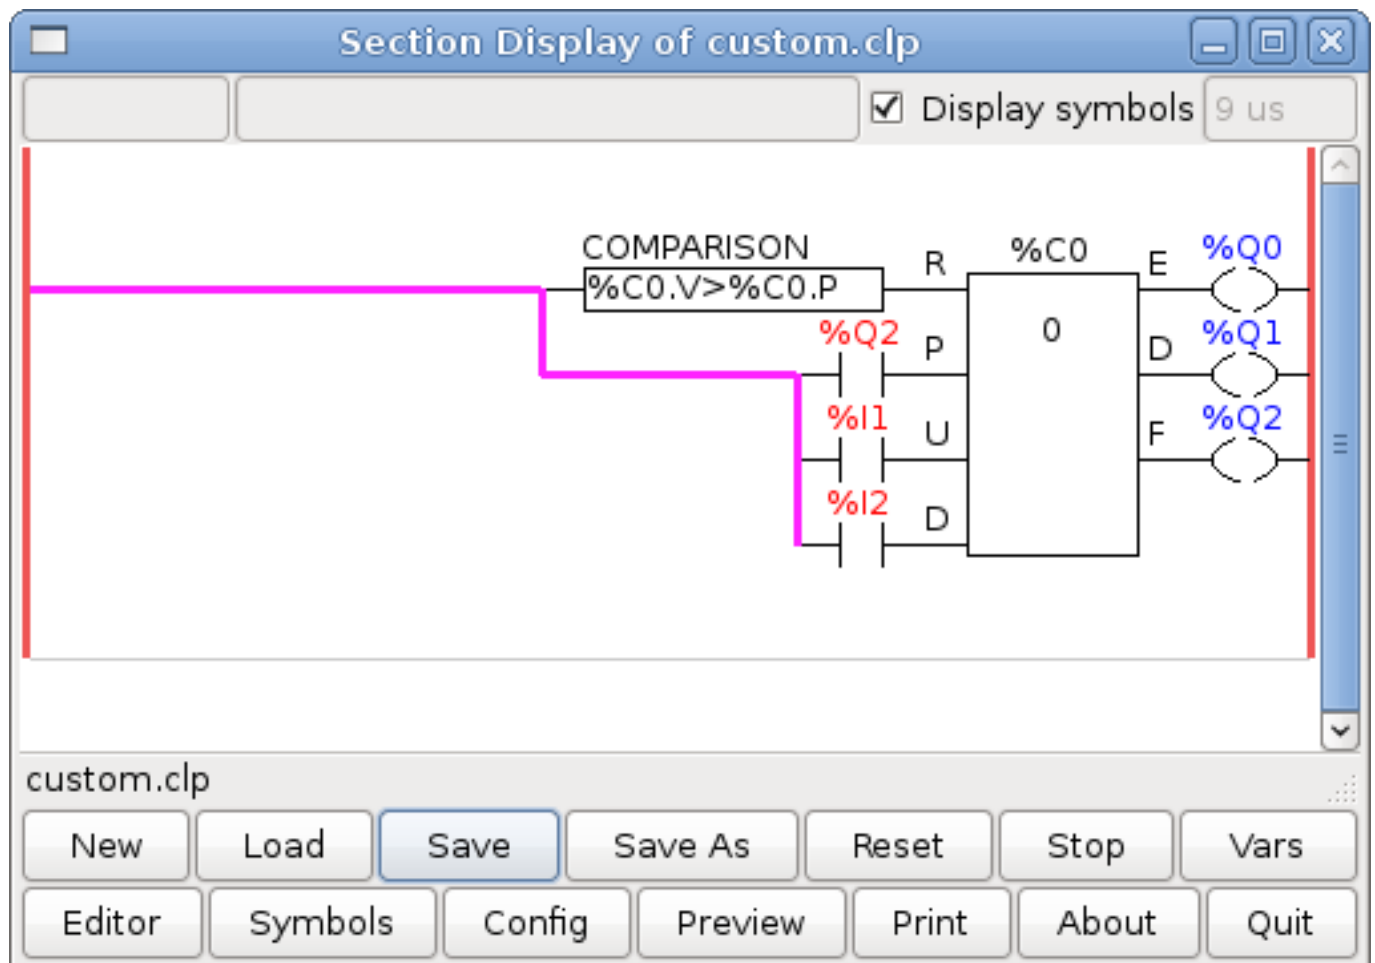 Section Display of custom.clp
Display symbols 9 us
COMPARISON R %C0 E %Q0
%C0.V>%C0.P
%Q2 P 0 D %Q1
%I1 U F %Q2
%I2 D
custom.clp
New Load Save Save As Reset Stop Vars
Editor Symbols Config Preview Print About Quit